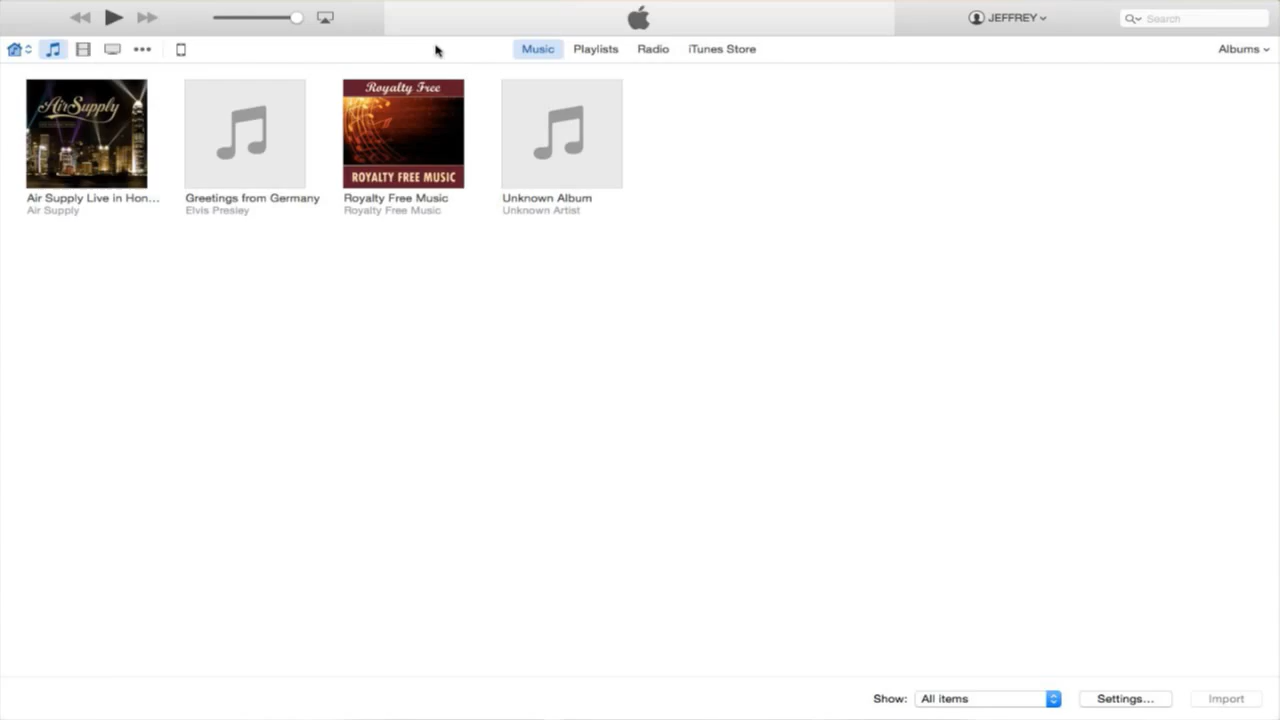 JEFFREY
Search
Music
Playlists
Radio
iTunes Store
Albums
Air Supply
Royalty Free
ROYALTY FREE MUSIC
Air Supply Live in Hon...
Greetings from Germany
Royalty Free Music
Unknown Album
Air Supply
Elvis Presley
Royalty Free Music
Unknown Artist
Show:
All items
Settings...
Import